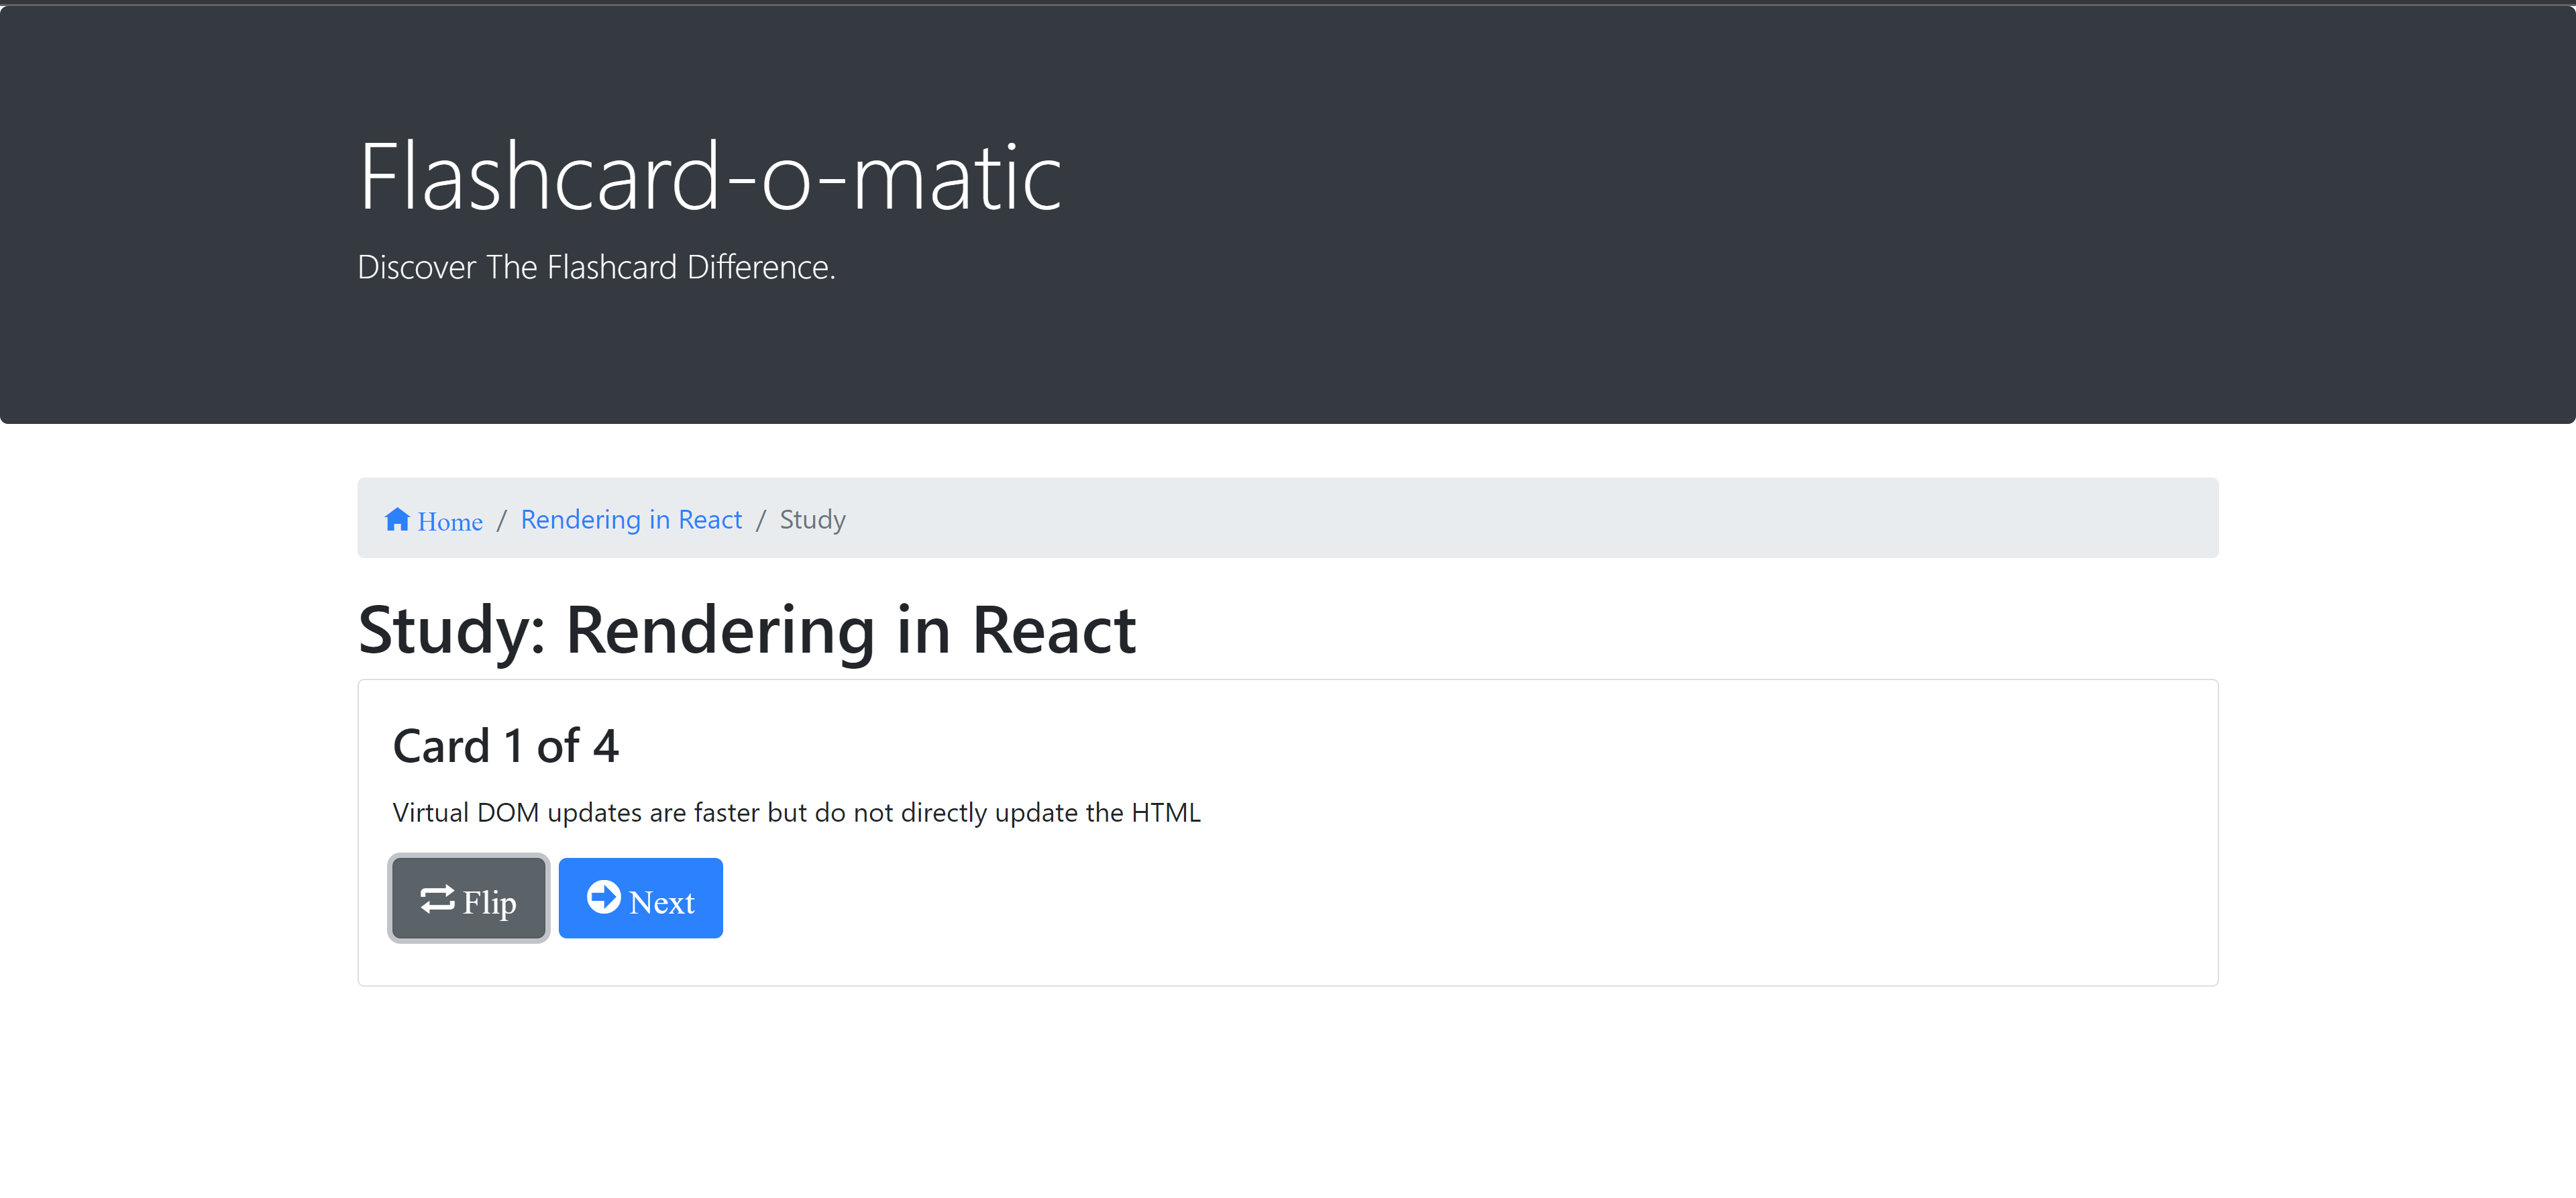 Flashcard-o-matic
Discover The Flashcard Difference.
Home / Rendering in React / Study
Study: Rendering in React
Card 1 of 4
Virtual DOM updates are faster but do not directly update the HTML
Flip Next